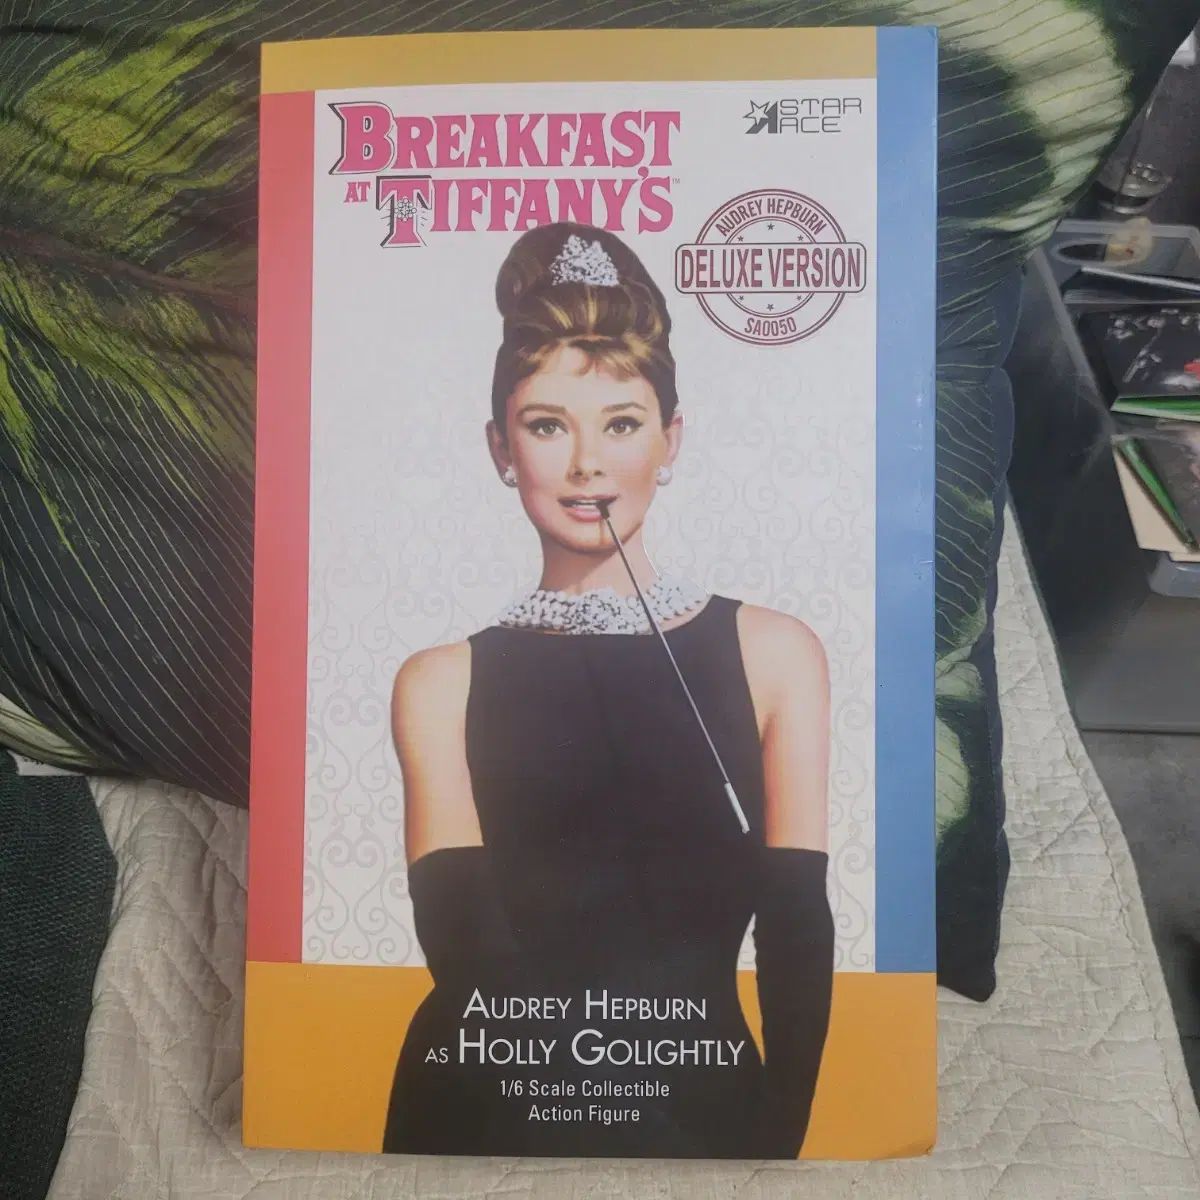 BREAKFAST
AT TIFFANY'S™
STAR
ACE
AUDREY HEPBURN
DELUXE VERSION
SA0050
AUDREY HEPBURN
AS HOLLY GOLIGHTLY
1/6 Scale Collectible
Action Figure